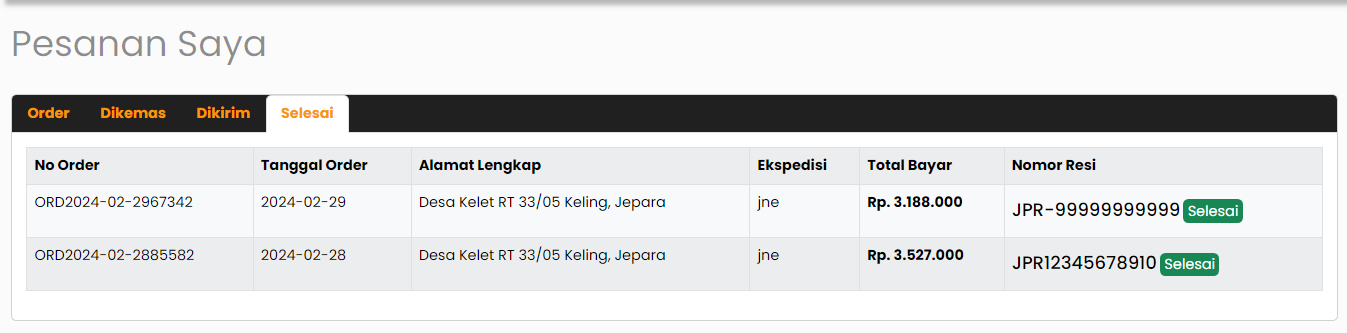 Pesanan Saya
Order Dikemas Dikirim Selesai
No Order Tanggal Order Alamat Lengkap Ekspedisi Total Bayar Nomor Resi
ORD2024-02-2967342 2024-02-29 Desa Kelet RT 33/05 Keling, Jepara jne Rp. 3.188.000 JPR-99999999999 Selesai
ORD2024-02-2885582 2024-02-28 Desa Kelet RT 33/05 Keling, Jepara jne Rp. 3.527.000 JPR12345678910 Selesai